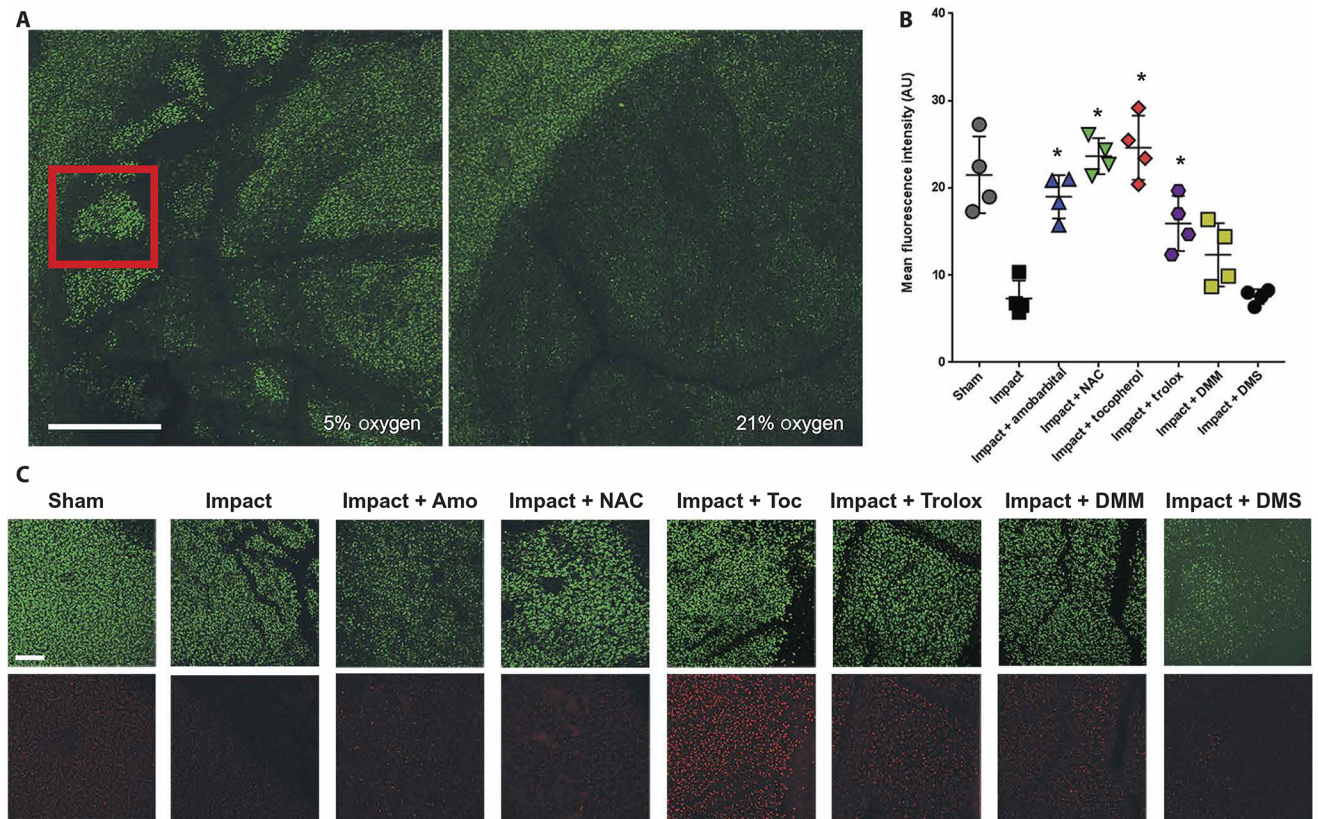 A
5% oxygen
21% oxygen
B
Mean fluorescence intensity (AU)
40
30
20
10
0
*
*
*
*
Sham
Impact
Impact + amobarbital
Impact + NAC
Impact + tocopherol
Impact + trolox
Impact + DMM
Impact + DMS
C
Sham
Impact
Impact + Amo
Impact + NAC
Impact + Toc
Impact + Trolox
Impact + DMM
Impact + DMS